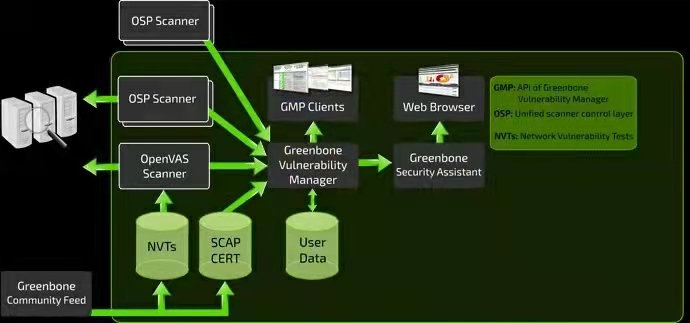 OSP Scanner
OSP Scanner
GMP Clients
Web Browser
GMP: API of Greenbone
Vulnerability Manager
OSP: Unified scanner control layer
NVTs: Network Vulnerability Tests
OpenVAS
Scanner
Greenbone
Vulnerability
Manager
Greenbone
Security Assistant
NVTs
SCAP
CERT
User
Data
Greenbone
Community Feed